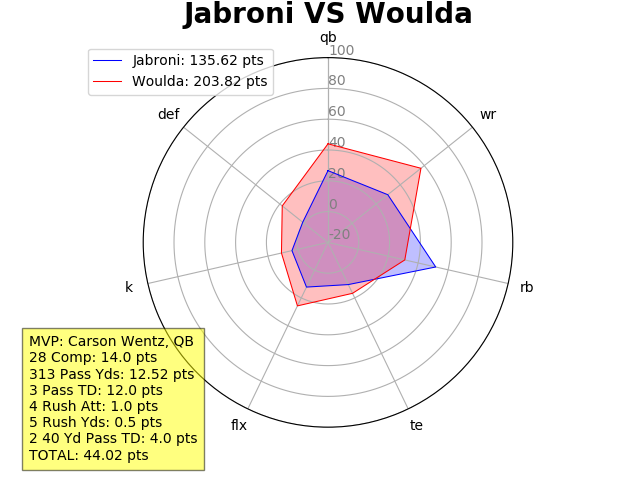 Jabroni VS Woulda
qb
100
80
60
40
20
0
-20
Jabroni: 135.62 pts
Woulda: 203.82 pts
def
wr
k
rb
flx
te
MVP: Carson Wentz, QB
28 Comp: 14.0 pts
313 Pass Yds: 12.52 pts
3 Pass TD: 12.0 pts
4 Rush Att: 1.0 pts
5 Rush Yds: 0.5 pts
2 40 Yd Pass TD: 4.0 pts
TOTAL: 44.02 pts